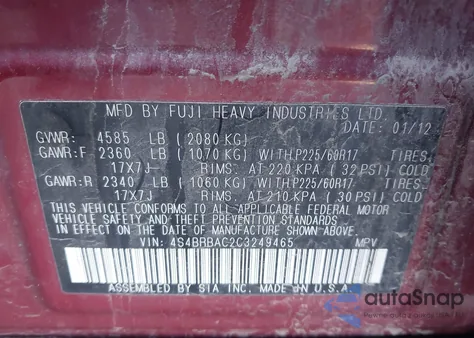 MFD BY FUJI HEAVY INDUSTRIES LTD.
DATE: 01/12
GVWR: 4585 LB (2080 KG)
GAWR:F 2360 LB (1070 KG) WITH:P225/60R17 TIRES.
17X7J- RIMS. AT 220 KPA ( 32 PSI) COLD
GAWR:R 2340 LB (1060 KG) WITH:P225/60R17 TIRES.
17X7J- RIMS. AT 210 KPA ( 30 PSI) COLD
THIS VEHICLE CONFORMS TO ALL APPLICABLE FEDERAL MOTOR
VEHICLE SAFETY, BUMPER, AND THEFT PREVENTION STANDARDS
IN EFFECT ON THE DATE OF MANUFACTURE SHOWN ABOVE.
VIN: 4S4BRBAC2C3249465 MPV
ASSEMBLED BY SIA INC. MADE IN U.S.A.
autoSnap
Powered by AutoBidMaster